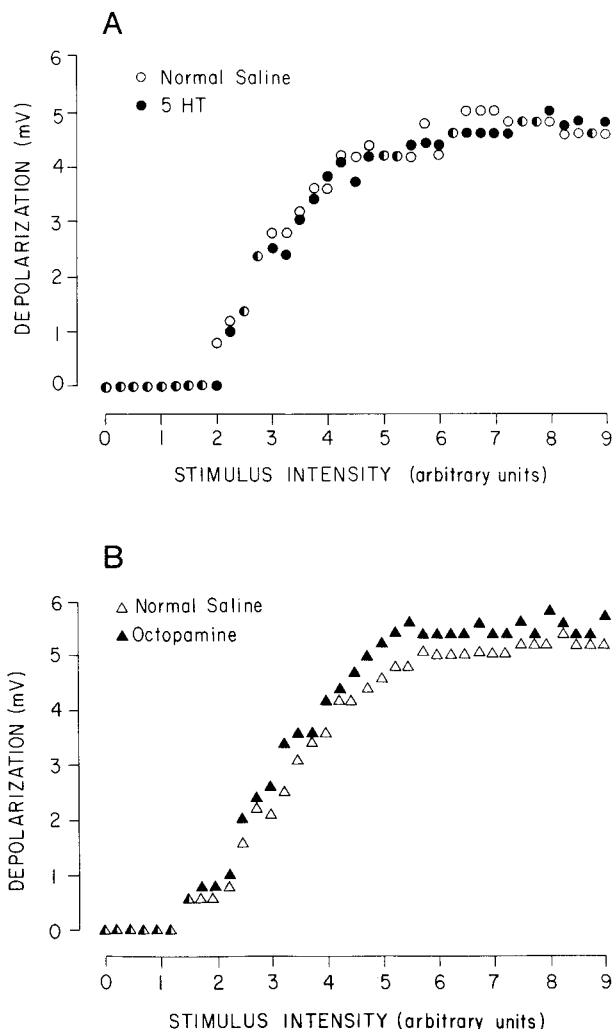 A
○ Normal Saline
● 5 HT
DEPOLARIZATION (mV)
6
5
4
3
2
1
0
0 1 2 3 4 5 6 7 8 9
STIMULUS INTENSITY (arbitrary units)
B
△ Normal Saline
▲ Octopamine
DEPOLARIZATION (mV)
6
5
4
3
2
1
0
0 1 2 3 4 5 6 7 8 9
STIMULUS INTENSITY (arbitrary units)